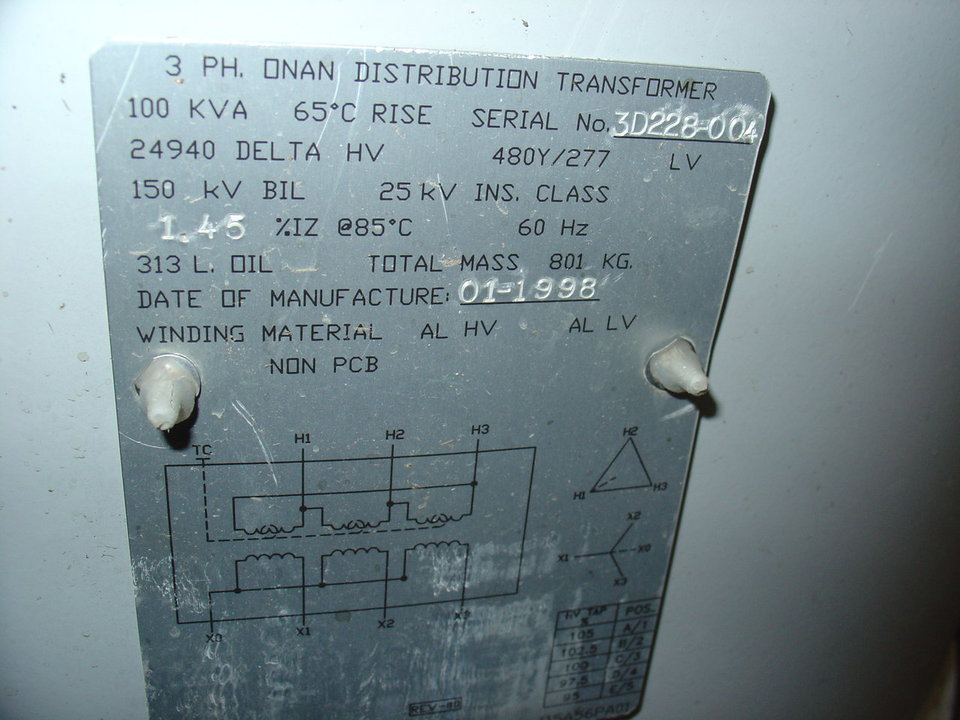 3 PH. ONAN DISTRIBUTION TRANSFORMER
100 KVA 65°C RISE SERIAL No. 3D228-004
24940 DELTA HV 480Y/277 LV
150 kV BIL 25 kV INS. CLASS
1.45 %IZ @85°C 60 Hz
313 L. OIL TOTAL MASS 801 KG.
DATE OF MANUFACTURE: 01-1998
WINDING MATERIAL AL HV AL LV
NON PCB
TC H1 H2 H3
H2
H1 H3
X2
X1 X0
X3
X0 X1 X2 X3
HV TAP % POS.
105 A/1
102.5 B/2
100 C/3
97.5 D/4
95 E/5